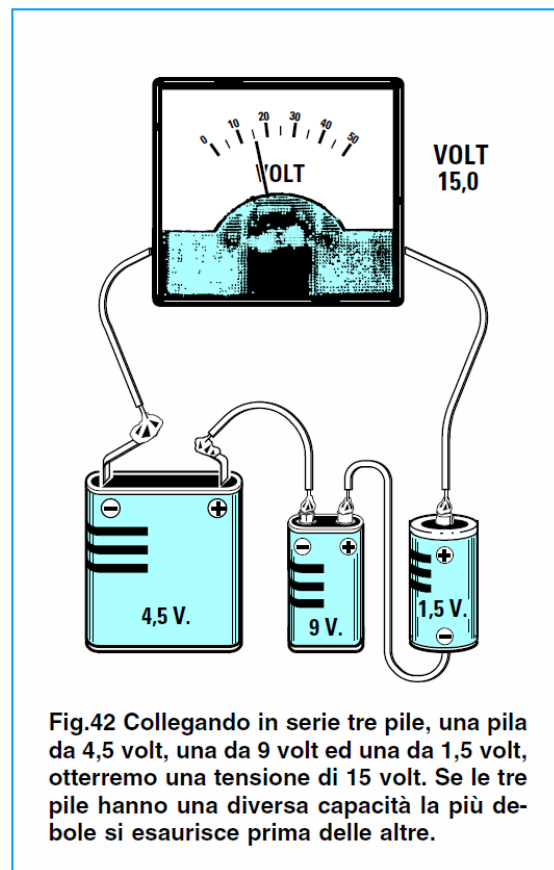 0 10 20 30 40 50
VOLT
VOLT
15,0
- + - + +
4,5 V. 9 V. 1,5 V.
-
Fig.42 Collegando in serie tre pile, una pila
da 4,5 volt, una da 9 volt ed una da 1,5 volt,
otterremo una tensione di 15 volt. Se le tre
pile hanno una diversa capacità la più de-
bole si esaurisce prima delle altre.